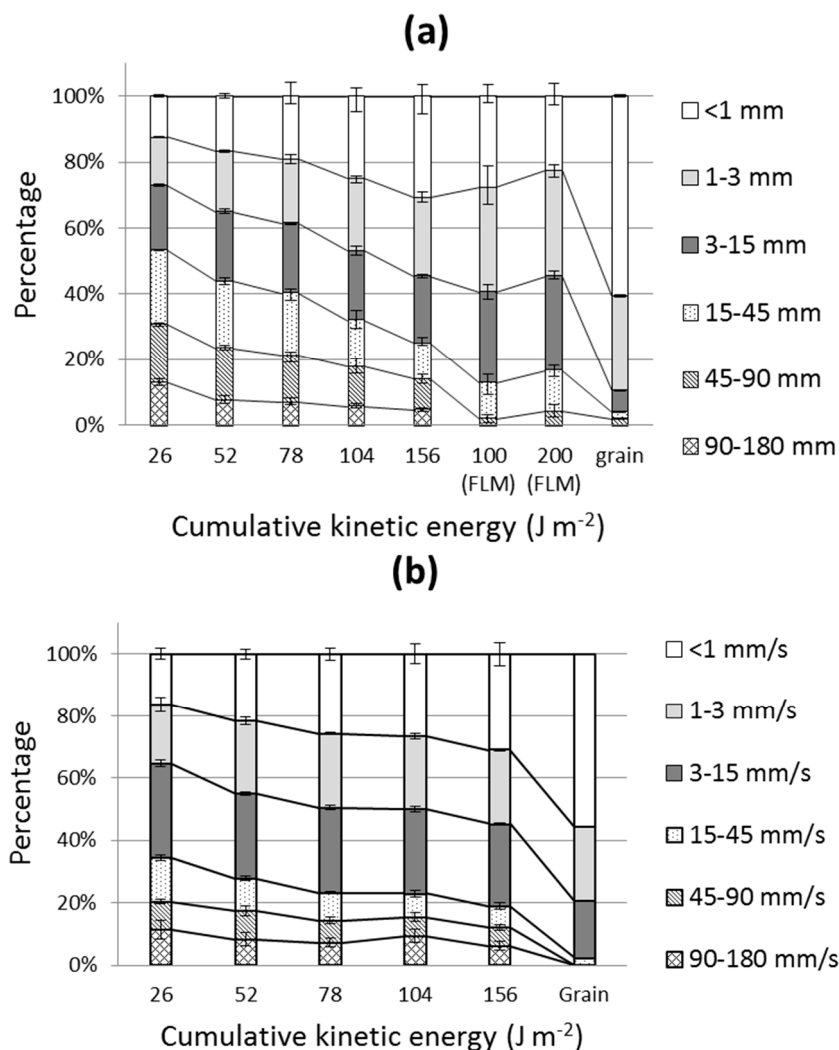 (a)
100%
80%
60%
40%
20%
0%
Percentage
26 52 78 104 156 100 200 grain
(FLM) (FLM)
Cumulative kinetic energy (J m⁻²)
<1 mm
1-3 mm
3-15 mm
15-45 mm
45-90 mm
90-180 mm
(b)
100%
80%
60%
40%
20%
0%
Percentage
26 52 78 104 156 Grain
Cumulative kinetic energy (J m⁻²)
<1 mm/s
1-3 mm/s
3-15 mm/s
15-45 mm/s
45-90 mm/s
90-180 mm/s